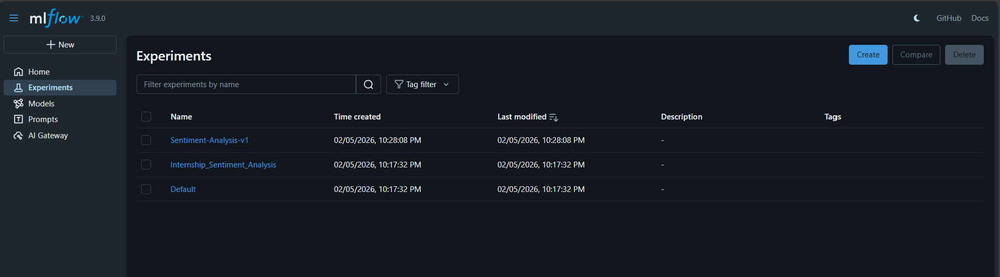 mlflow™ 3.9.0
GitHub Docs
New
Home
Experiments
Models
Prompts
AI Gateway
Experiments
Create Compare Delete
Filter experiments by name Tag filter
Name Time created Last modified Description Tags
Sentiment-Analysis-v1 02/05/2026, 10:28:08 PM 02/05/2026, 10:28:08 PM -
Internship_Sentiment_Analysis 02/05/2026, 10:17:32 PM 02/05/2026, 10:17:32 PM -
Default 02/05/2026, 10:17:32 PM 02/05/2026, 10:17:32 PM -